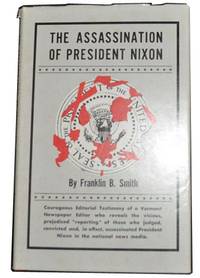 THE ASSASSINATION
OF PRESIDENT NIXON
By Franklin B. Smith
Courageous Editorial Testimony of a Vermont
Newspaper Editor who reveals the vicious,
prejudiced "reporting," of those who judged,
convicted and, in effect, assassinated President
Nixon in the national news media.